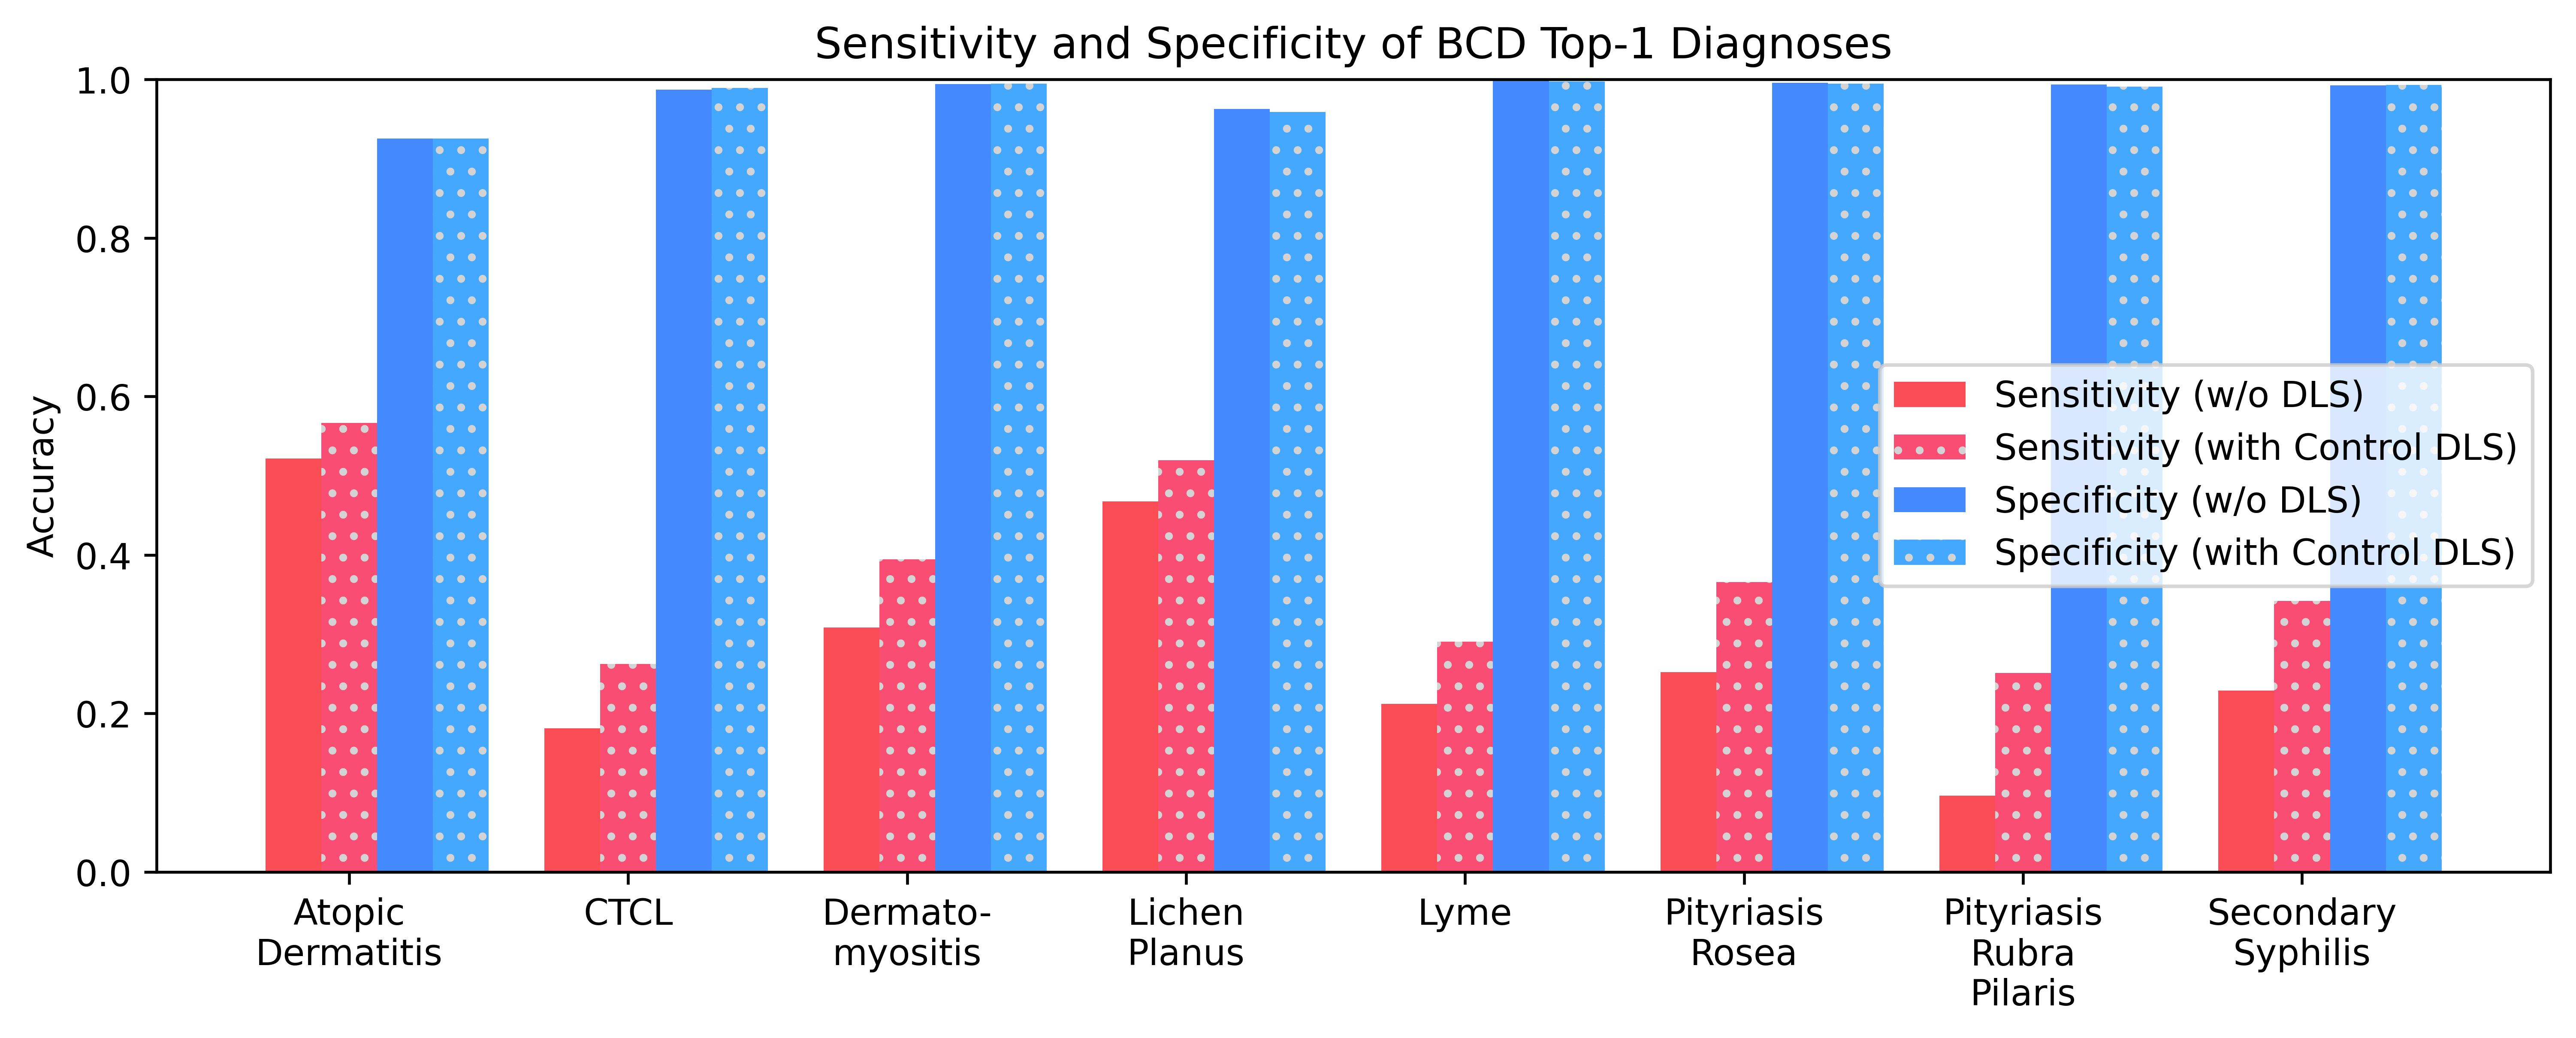 Sensitivity and Specificity of BCD Top-1 Diagnoses
Accuracy
1.0
0.8
0.6
0.4
0.2
0.0
Sensitivity (w/o DLS)
Sensitivity (with Control DLS)
Specificity (w/o DLS)
Specificity (with Control DLS)
Atopic
Dermatitis
CTCL
Dermato-
myositis
Lichen
Planus
Lyme
Pityriasis
Rosea
Pityriasis
Rubra
Pilaris
Secondary
Syphilis